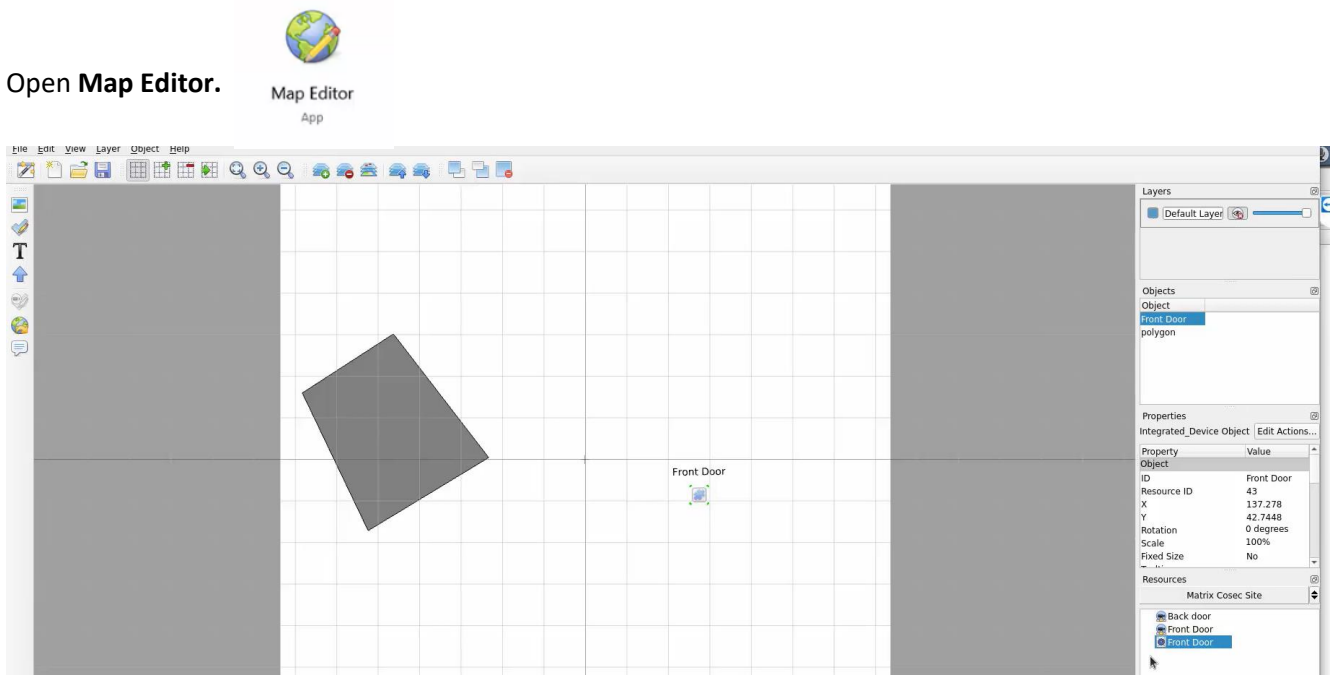 Open Map Editor.
Map Editor
App
File Edit View Layer Object Help
T
Layers
Default Layer
Objects
Object
Front Door
polygon
Properties
Integrated_Device Object Edit Actions...
Property Value
Object
ID Front Door
Resource ID 43
X 137.278
Y 42.7448
Rotation 0 degrees
Scale 100%
Fixed Size No
Resources
Matrix Cosec Site
Back door
Front Door
Front Door
Front Door